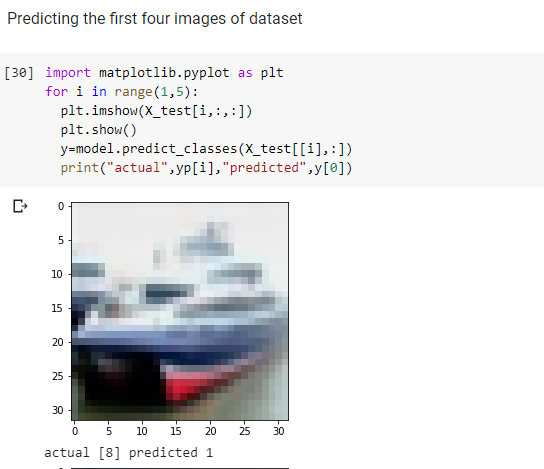 Predicting the first four images of dataset
[30] import matplotlib.pyplot as plt
for i in range(1,5):
plt.imshow(X_test[i,:,:])
plt.show()
y=model.predict_classes(X_test[[i],:])
print("actual",yp[i],"predicted",y[0])
0
5
10
15
20
25
30
0 5 10 15 20 25 30
actual [8] predicted 1